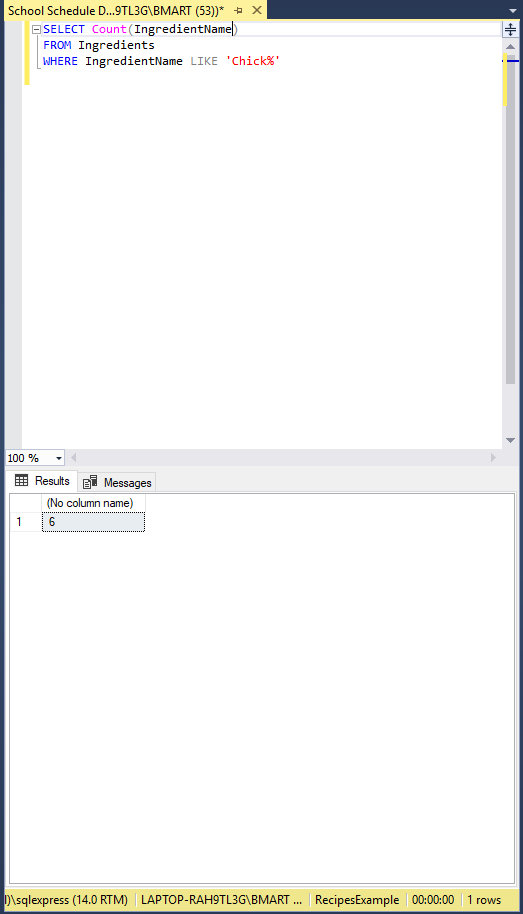 School Schedule D...9TL3G\BMART (53))*
SELECT Count(IngredientName)
FROM Ingredients
WHERE IngredientName LIKE 'Chick%'
100 %
Results Messages
(No column name)
1 6
l)\sqlexpress (14.0 RTM) LAPTOP-RAH9TL3G\BMART ... RecipesExample 00:00:00 1 rows